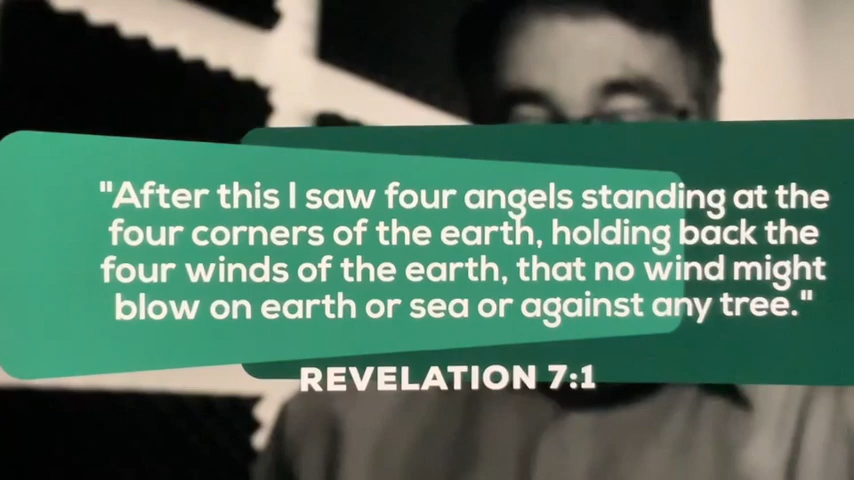 "After this I saw four angels standing at the
four corners of the earth, holding back the
four winds of the earth, that no wind might
blow on earth or sea or against any tree."
REVELATION 7:1